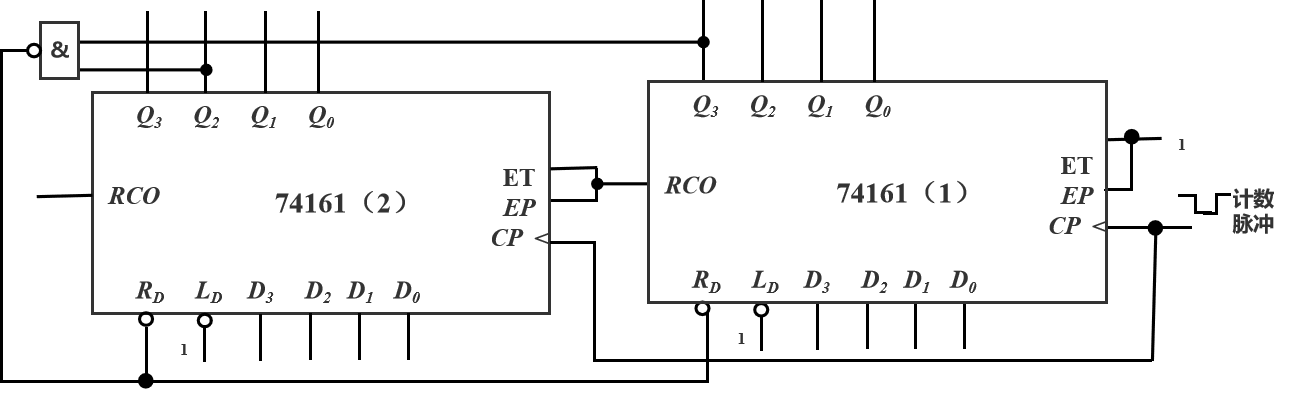 &
Q3 Q2 Q1 Q0
RCO
74161（2）
ET
EP
CP
RD LD D3 D2 D1 D0
1
Q3 Q2 Q1 Q0
RCO
74161（1）
ET
EP
CP
RD LD D3 D2 D1 D0
1
1
计数
脉冲